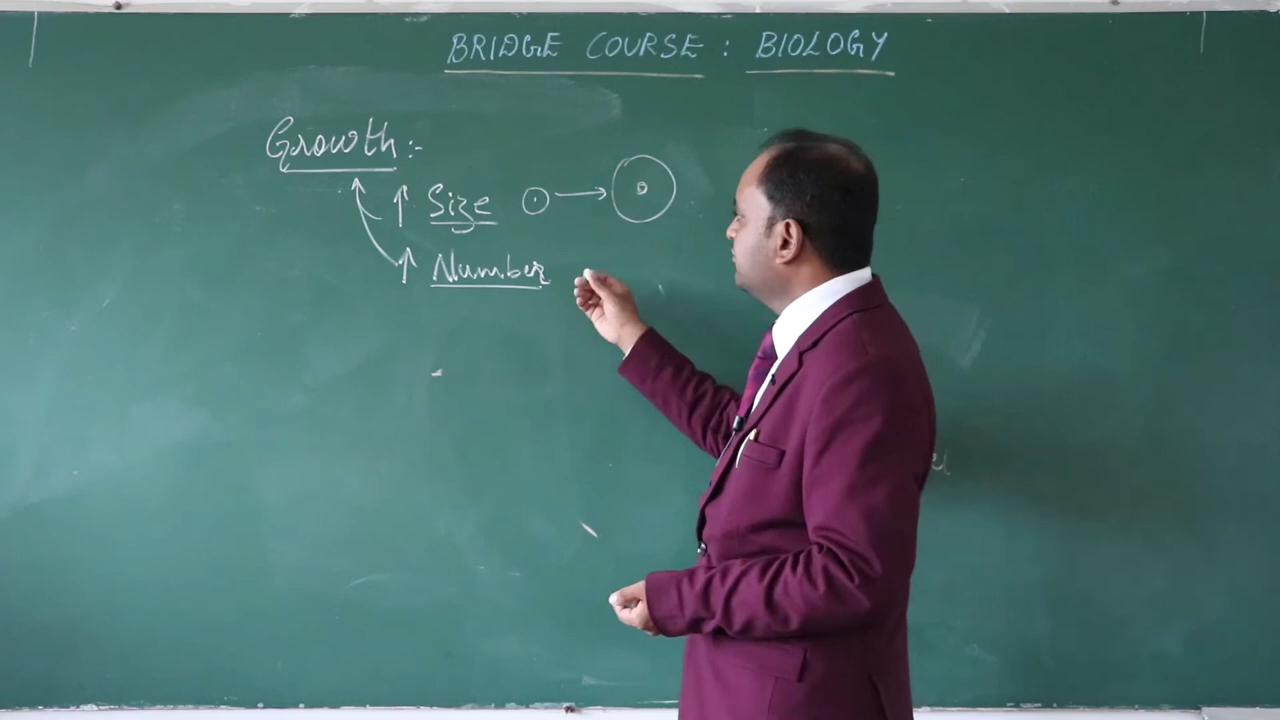 BRIDGE COURSE : BIOLOGY
Growth :-
↑ Size ⊙ → ⊙
↑ Number